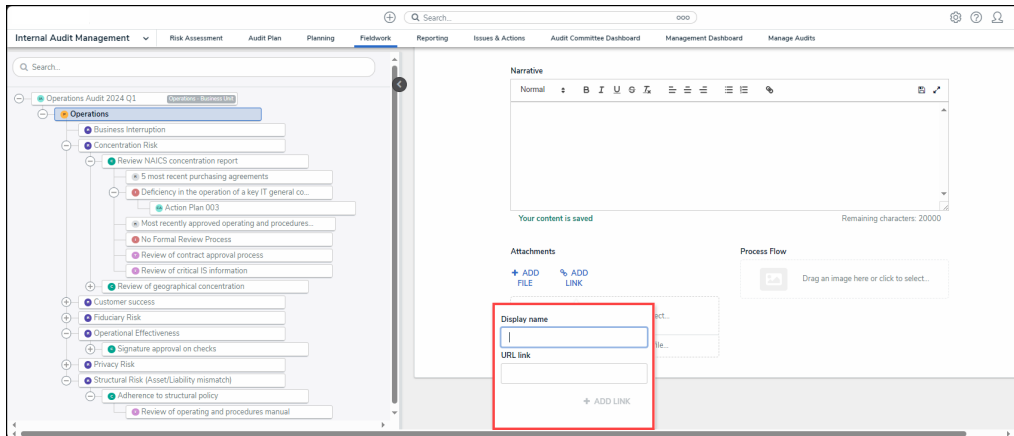 Search...
Internal Audit Management
Risk Assessment
Audit Plan
Planning
Fieldwork
Reporting
Issues & Actions
Audit Committee Dashboard
Management Dashboard
Manage Audits
Search...
Operations Audit 2024 Q1
Operations - Business Unit
Operations
Business Interruption
Concentration Risk
Review NAICS concentration report
5 most recent purchasing agreements
Deficiency in the operation of a key IT general co...
Action Plan 003
Most recently approved operating and procedures...
No Formal Review Process
Review of contract approval process
Review of critical IS information
Review of geographical concentration
Customer success
Fiduciary Risk
Operational Effectiveness
Signature approval on checks
Privacy Risk
Structural Risk (Asset/Liability mismatch)
Adherence to structural policy
Review of operating and procedures manual
Narrative
Normal
B I U
Your content is saved
Remaining characters: 20000
Attachments
+ ADD FILE
ADD LINK
Process Flow
Drag an image here or click to select...
ect...
file...
Display name
URL link
+ ADD LINK